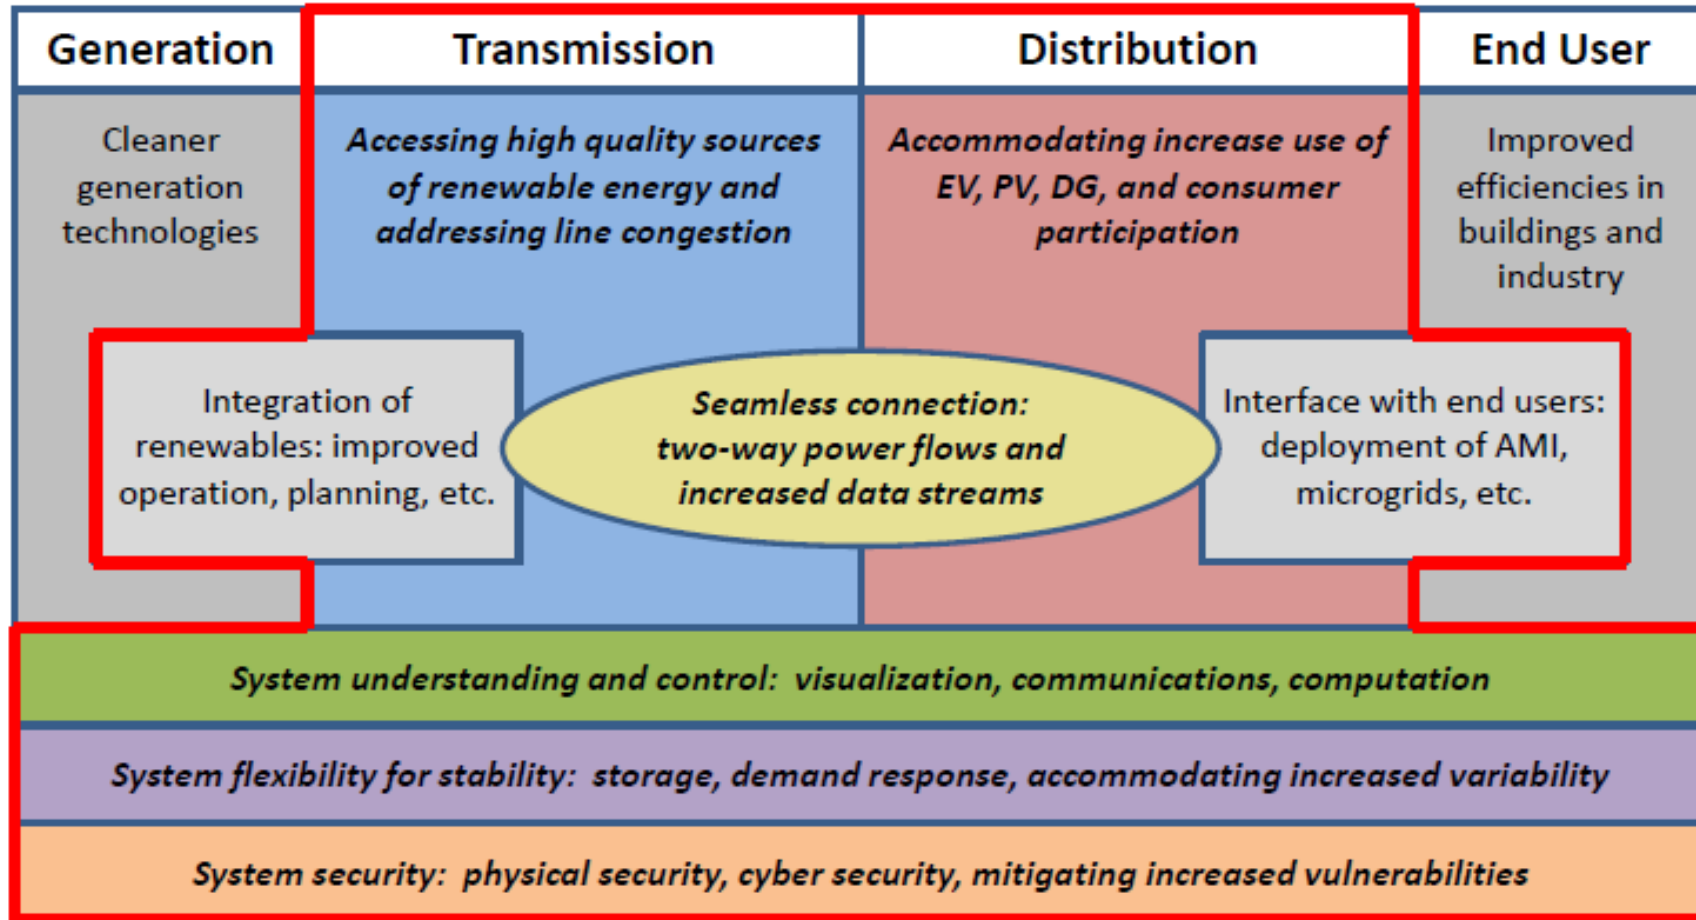 Generation
Transmission
Distribution
End User
Cleaner
generation
technologies
Accessing high quality sources
of renewable energy and
addressing line congestion
Accommodating increase use of
EV, PV, DG, and consumer
participation
Improved
efficiencies in
buildings and
industry
Integration of
renewables: improved
operation, planning, etc.
Seamless connection:
two-way power flows and
increased data streams
Interface with end users:
deployment of AMI,
microgrids, etc.
System understanding and control: visualization, communications, computation
System flexibility for stability: storage, demand response, accommodating increased variability
System security: physical security, cyber security, mitigating increased vulnerabilities